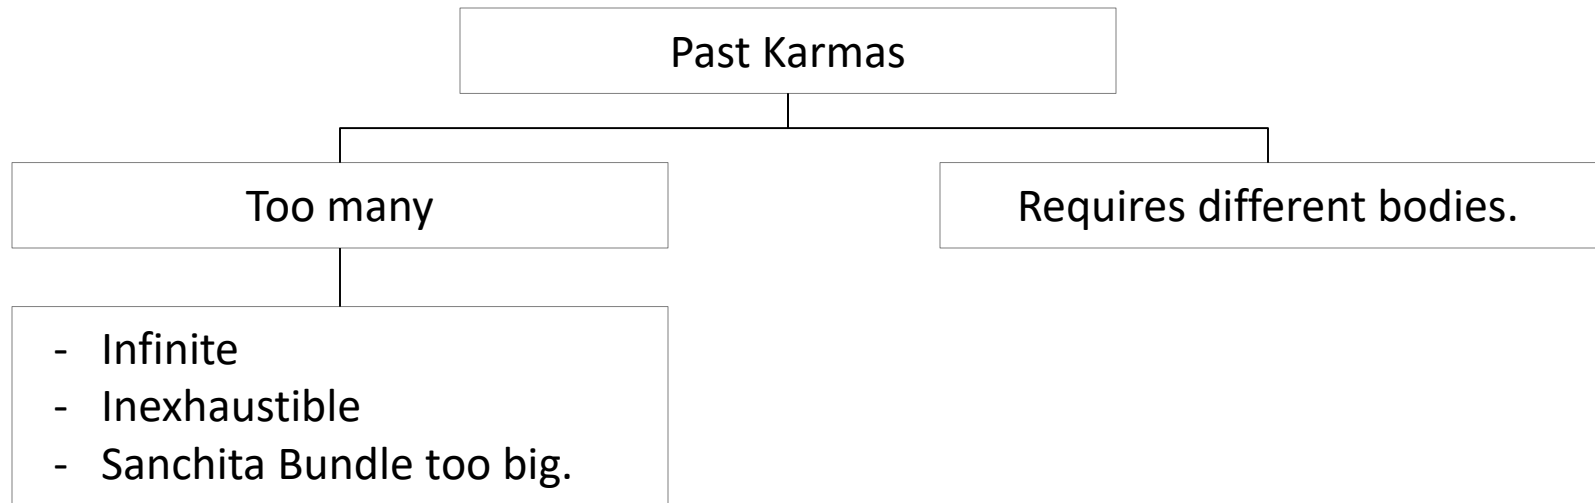 Past Karmas
Too many
Requires different bodies.
- Infinite
- Inexhaustible
- Sanchita Bundle too big.